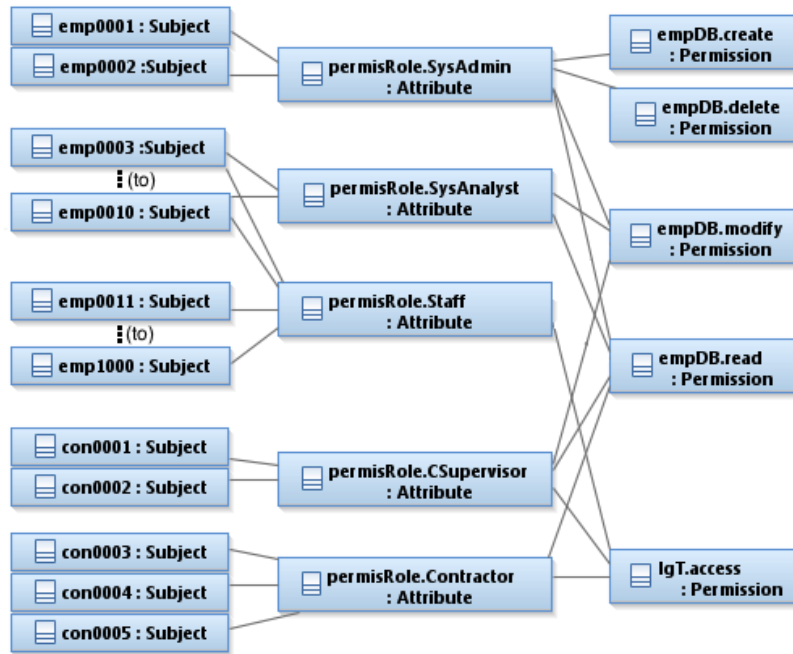 emp0001 : Subject
emp0002 :Subject
emp0003 :Subject
(to)
emp0010 : Subject
emp0011 : Subject
(to)
emp1000 : Subject
con0001 : Subject
con0002 : Subject
con0003 : Subject
con0004 : Subject
con0005 : Subject
permisRole.SysAdmin
: Attribute
permisRole.SysAnalyst
: Attribute
permisRole.Staff
: Attribute
permisRole.CSupervisor
: Attribute
permisRole.Contractor
: Attribute
empDB.create
: Permission
empDB.delete
: Permission
empDB.modify
: Permission
empDB.read
: Permission
IgT.access
: Permission